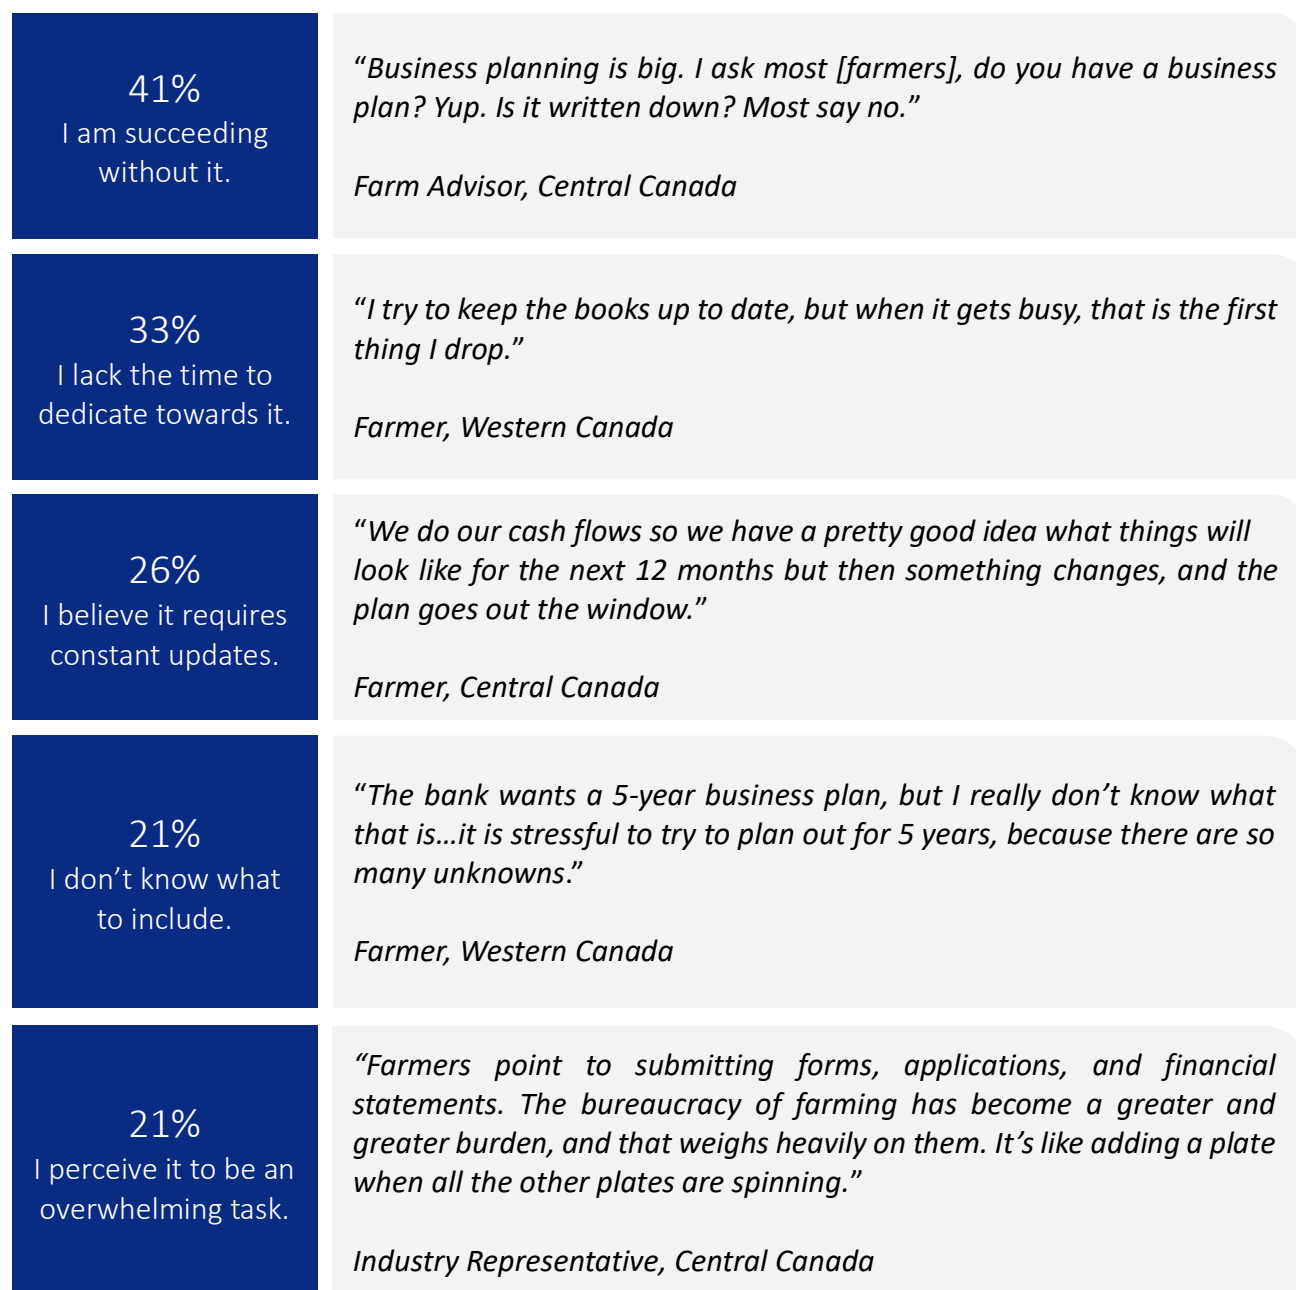 41%
I am succeeding
without it.
“Business planning is big. I ask most [farmers], do you have a business
plan? Yup. Is it written down? Most say no.”
Farm Advisor, Central Canada
33%
I lack the time to
dedicate towards it.
“I try to keep the books up to date, but when it gets busy, that is the first
thing I drop.”
Farmer, Western Canada
26%
I believe it requires
constant updates.
“We do our cash flows so we have a pretty good idea what things will
look like for the next 12 months but then something changes, and the
plan goes out the window.”
Farmer, Central Canada
21%
I don’t know what
to include.
“The bank wants a 5-year business plan, but I really don’t know what
that is…it is stressful to try to plan out for 5 years, because there are so
many unknowns.”
Farmer, Western Canada
21%
I perceive it to be an
overwhelming task.
“Farmers point to submitting forms, applications, and financial
statements. The bureaucracy of farming has become a greater and
greater burden, and that weighs heavily on them. It’s like adding a plate
when all the other plates are spinning.”
Industry Representative, Central Canada